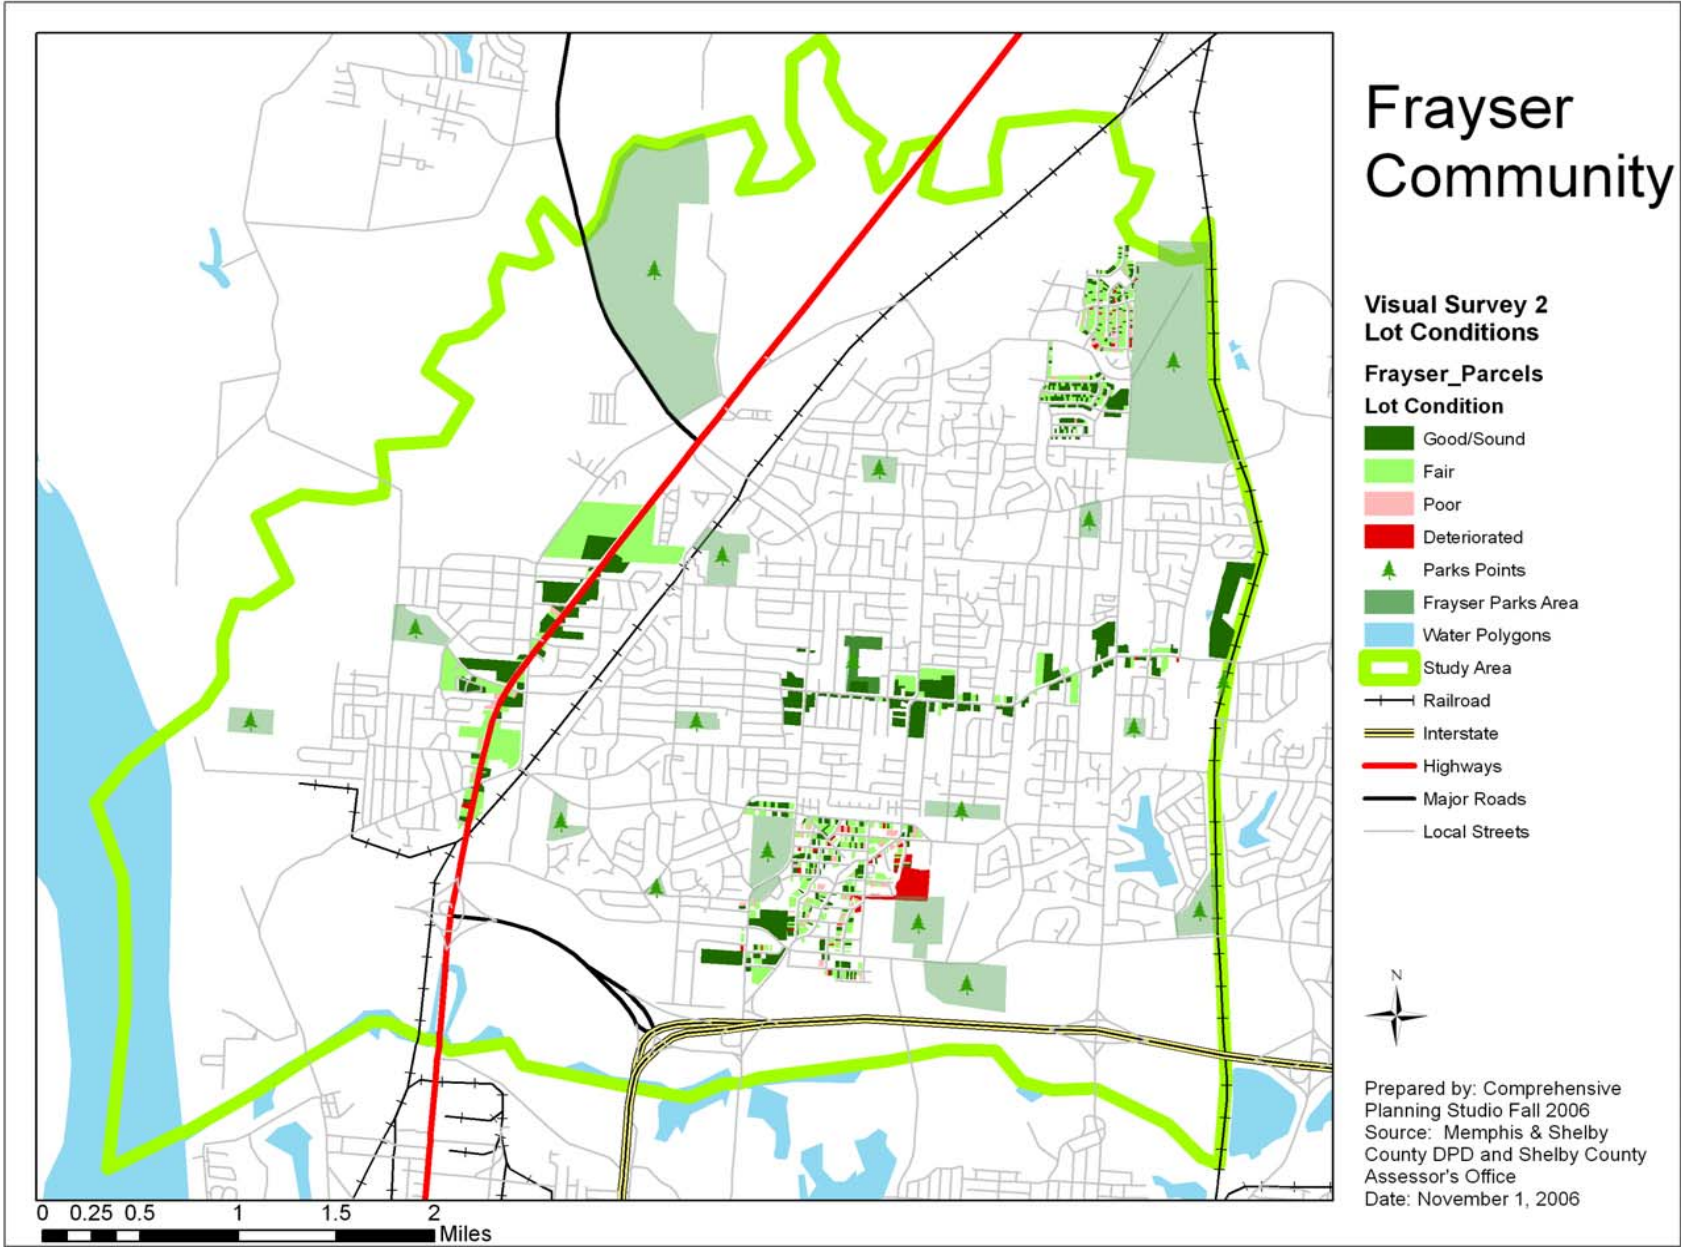 Frayser
Community
Visual Survey 2
Lot Conditions
Frayser_Parcels
Lot Condition
Good/Sound
Fair
Poor
Deteriorated
Parks Points
Frayser Parks Area
Water Polygons
Study Area
Railroad
Interstate
Highways
Major Roads
Local Streets
N
Prepared by: Comprehensive
Planning Studio Fall 2006
Source: Memphis & Shelby
County DPD and Shelby County
Assessor's Office
Date: November 1, 2006
0 0.25 0.5 1 1.5 2
Miles